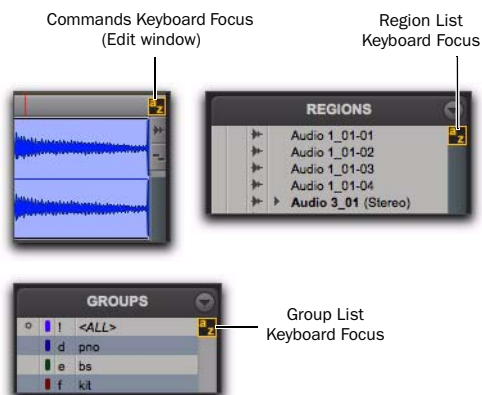 Commands Keyboard Focus
(Edit window)
Region List
Keyboard Focus
a z
REGIONS
a z
Audio 1_01-01
Audio 1_01-02
Audio 1_01-03
Audio 1_01-04
Audio 3_01 (Stereo)
GROUPS
! <ALL>
a z
d pno
e bs
f kit
Group List
Keyboard Focus